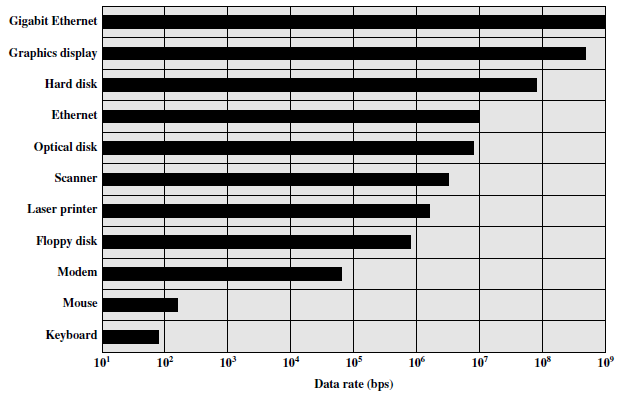 Gigabit Ethernet
Graphics display
Hard disk
Ethernet
Optical disk
Scanner
Laser printer
Floppy disk
Modem
Mouse
Keyboard
10¹ 10² 10³ 10⁴ 10⁵ 10⁶ 10⁷ 10⁸ 10⁹
Data rate (bps)